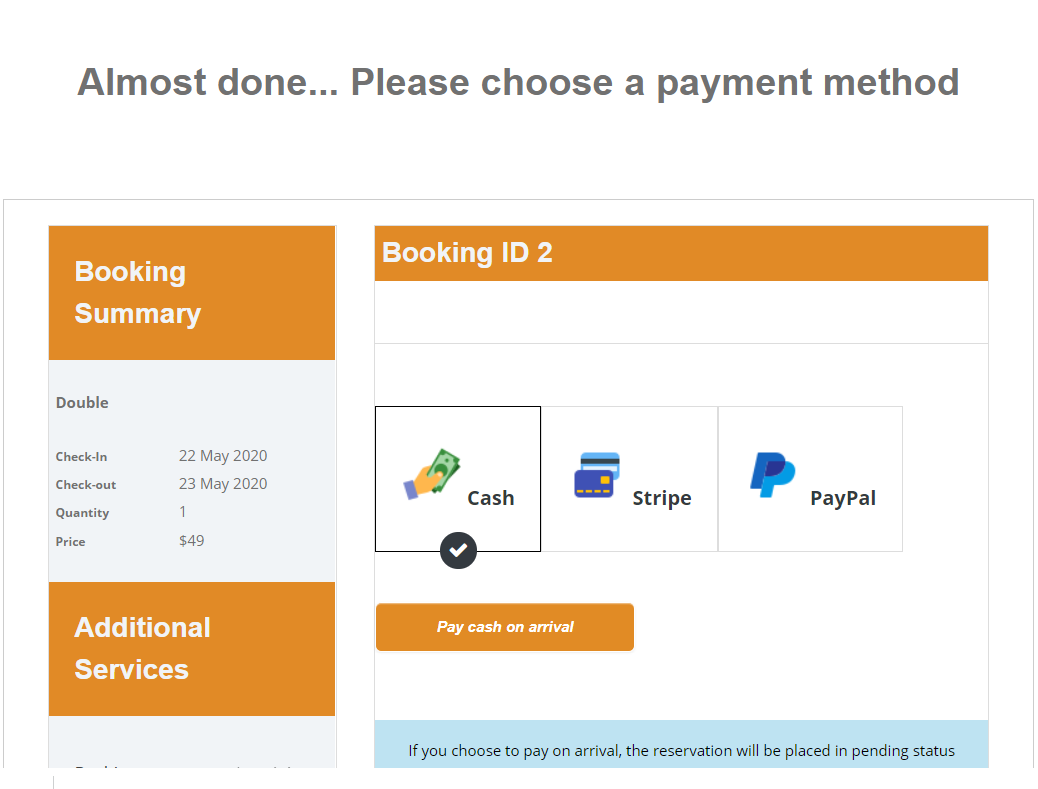 Almost done... Please choose a payment method
Booking
Summary
Double
Check-In 22 May 2020
Check-out 23 May 2020
Quantity 1
Price $49
Additional
Services
Booking ID 2
Cash
Stripe
PayPal
Pay cash on arrival
If you choose to pay on arrival, the reservation will be placed in pending status